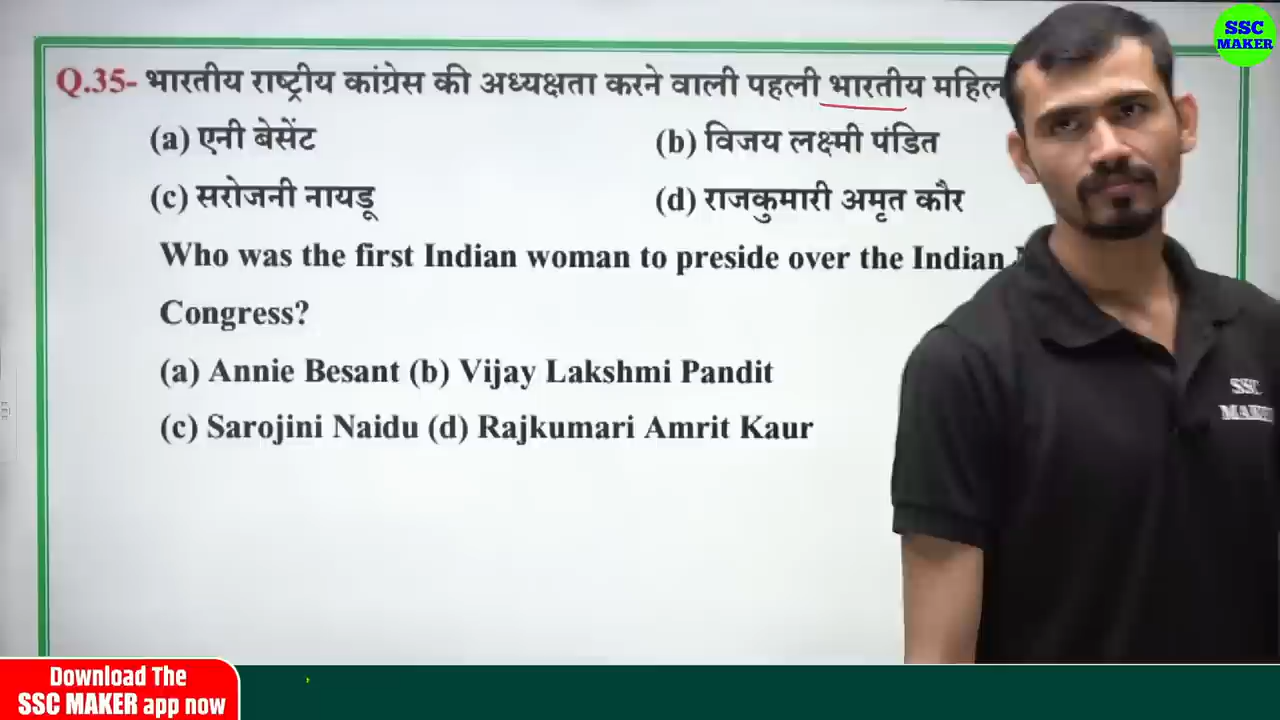 SSC
MAKER
Q.35- भारतीय राष्ट्रीय कांग्रेस की अध्यक्षता करने वाली पहली भारतीय
(a) एनी बेसेंट (b) विजय लक्ष्मी पंडित
(c) सरोजनी नायडू (d) राजकुमारी अमृत कौर
Who was the first Indian woman to preside over the Indian
Congress?
(a) Annie Besant (b) Vijay Lakshmi Pandit
(c) Sarojini Naidu (d) Rajkumari Amrit Kaur
SSC
Download The
SSC MAKER app now